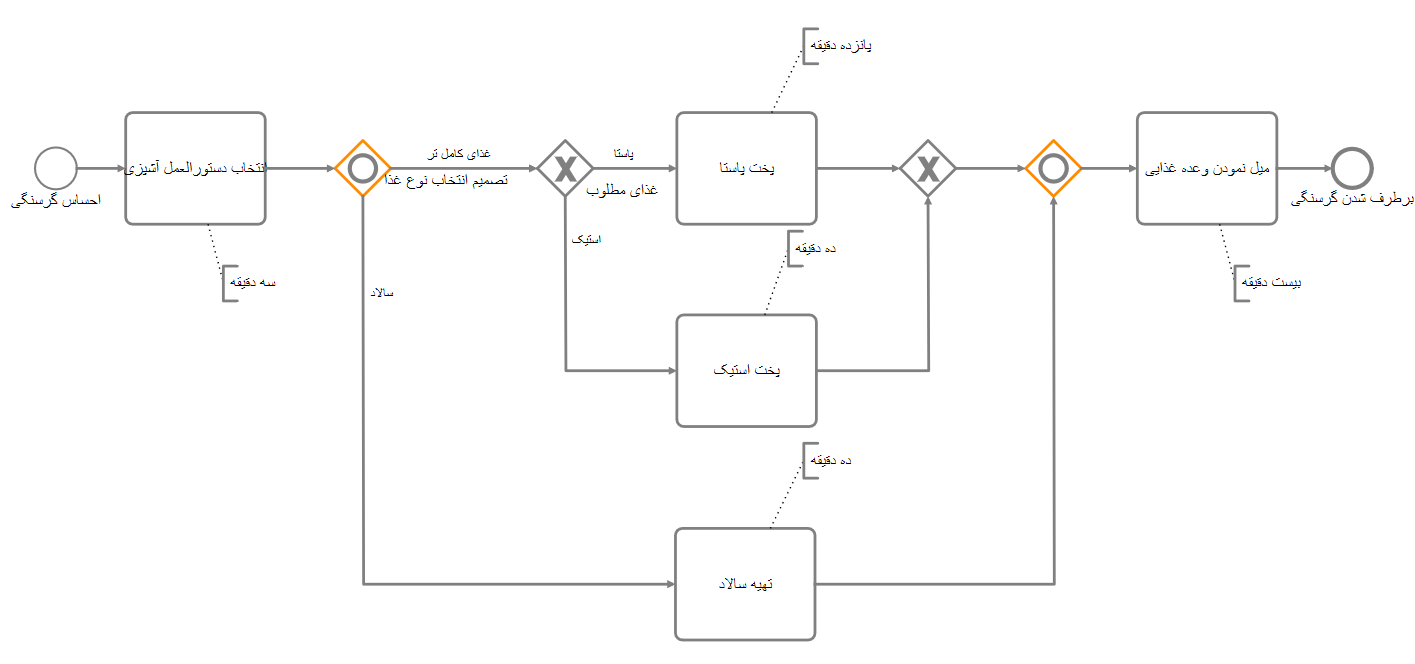 پانزده دقیقه
احساس گرسنگی
انتخاب دستورالعمل آشپزی
سه دقیقه
غذای کامل تر
تصمیم انتخاب نوع غذا
سالاد
پاستا
غذای مطلوب
استیک
پخت پاستا
ده دقیقه
پخت استیک
ده دقیقه
تهیه سالاد
میل نمودن وعده غذایی
بیست دقیقه
برطرف شدن گرسنگی